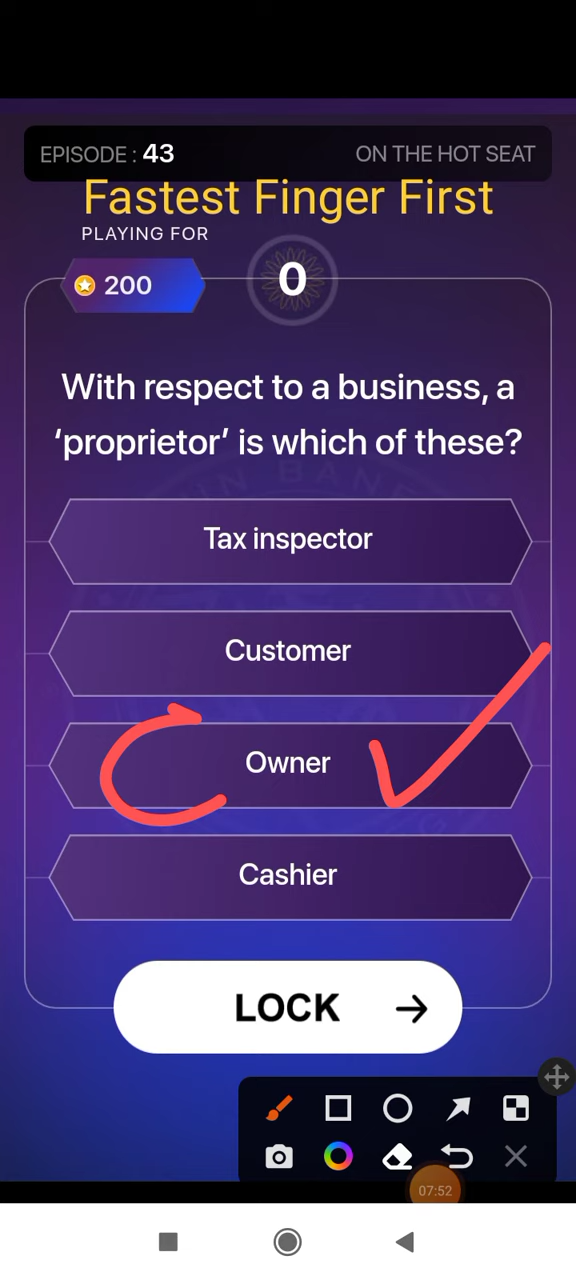 EPISODE : 43
ON THE HOT SEAT
Fastest Finger First
PLAYING FOR
200
0
With respect to a business, a
‘proprietor’ is which of these?
Tax inspector
Customer
C Owner
Cashier
LOCK
07:52